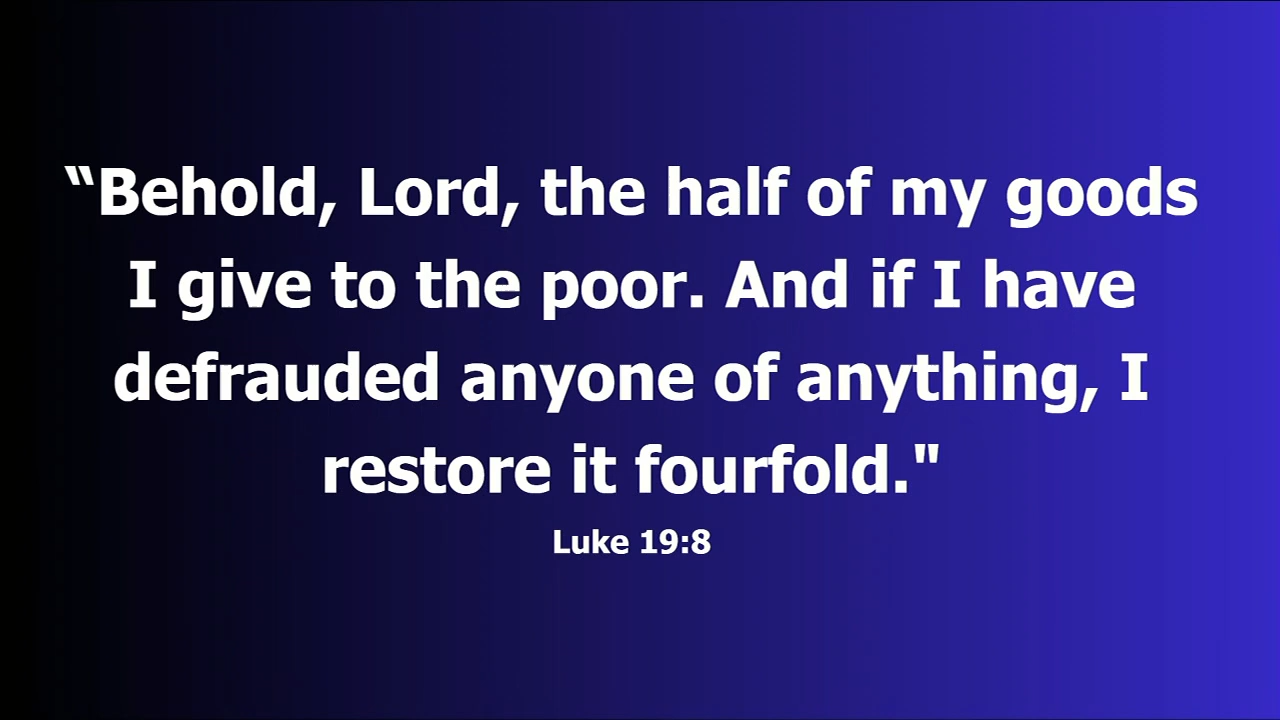 “Behold, Lord, the half of my goods
I give to the poor. And if I have
defrauded anyone of anything, I
restore it fourfold."
Luke 19:8